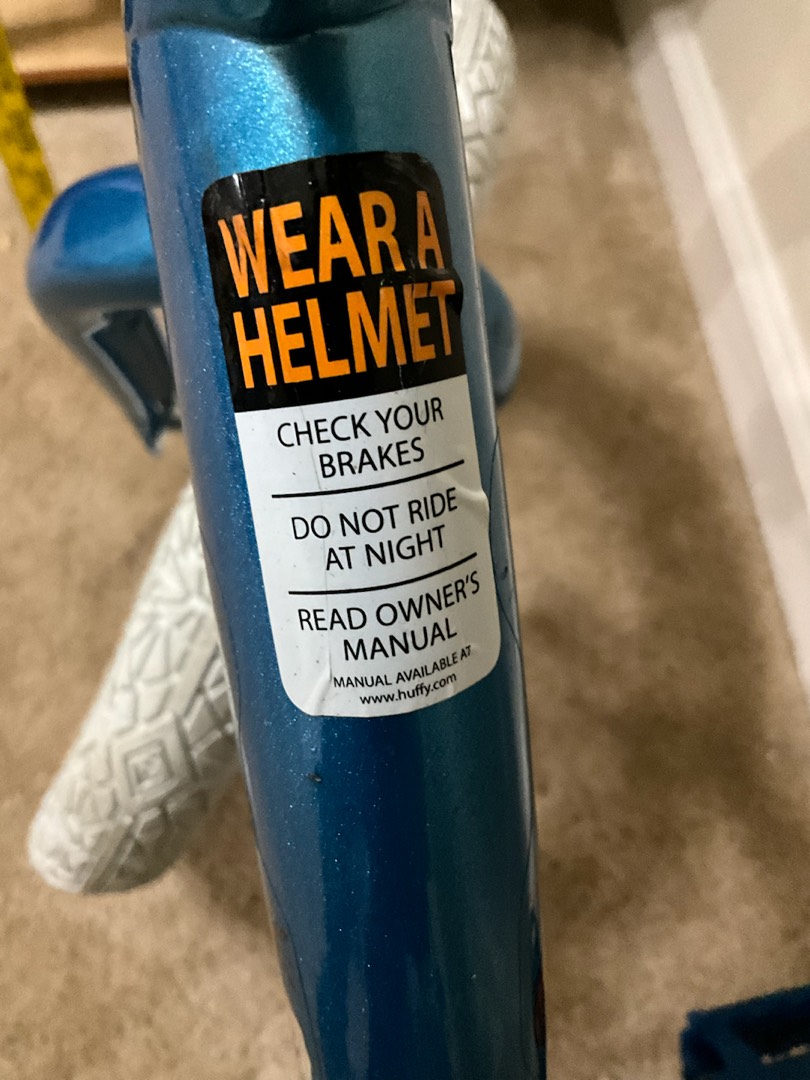 WEAR A
HELMET
CHECK YOUR
BRAKES
DO NOT RIDE
AT NIGHT
READ OWNER'S
MANUAL
MANUAL AVAILABLE AT
www.huffy.com